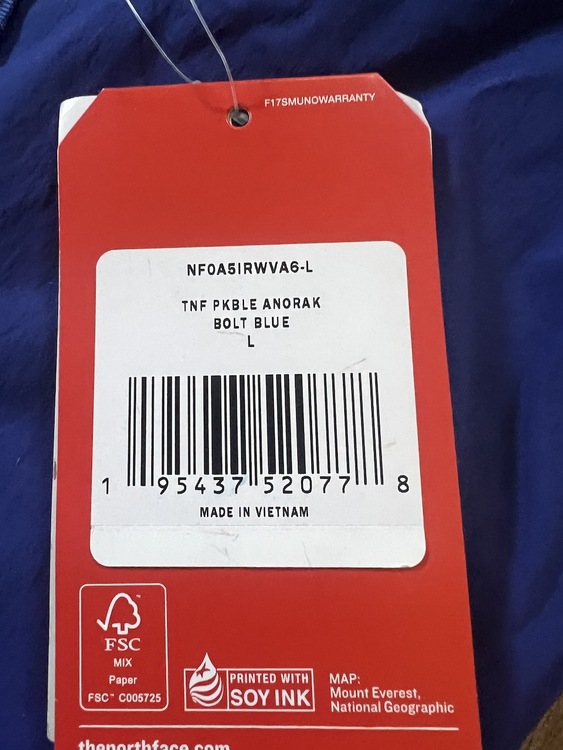 F17SMUNOWARRANTY
NF0A5IRWVA6-L
TNF PKBLE ANORAK
BOLT BLUE
L
1 95437 52077 8
MADE IN VIETNAM
FSC
MIX
Paper
FSC™ C005725
PRINTED WITH
SOY INK
MAP:
Mount Everest,
National Geographic
thenorthface.com